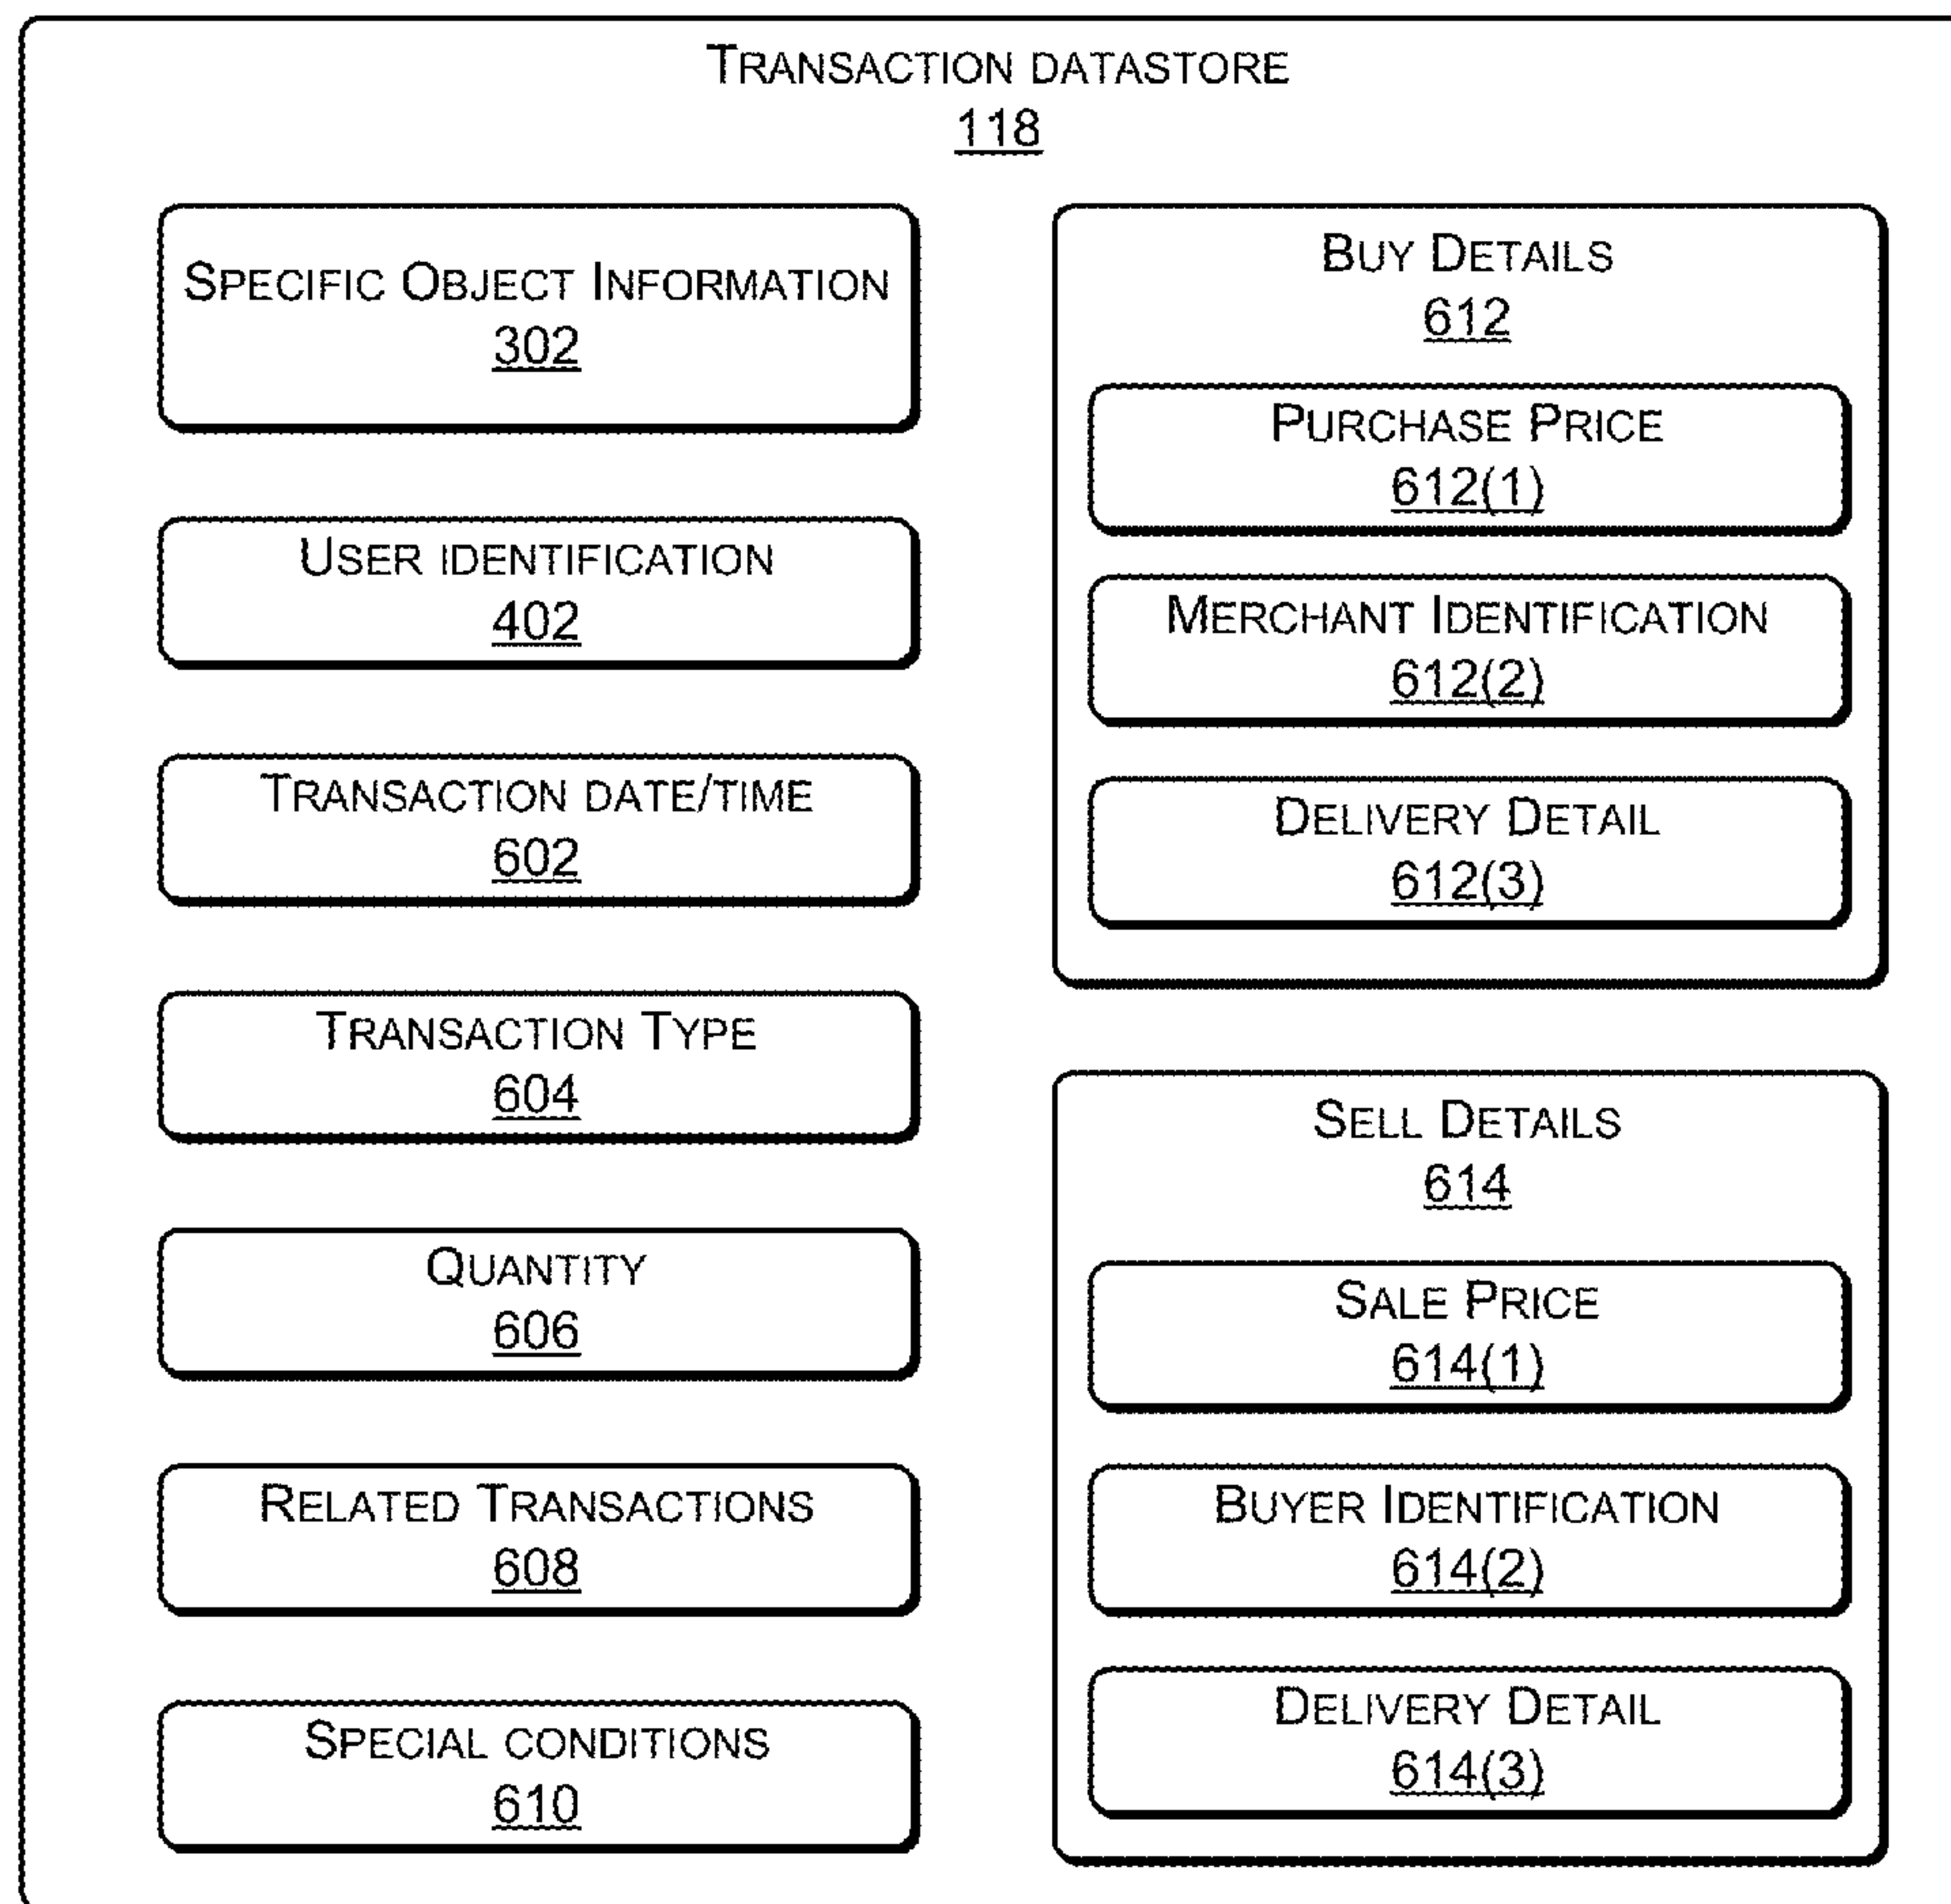 TRANSACTION DATASTORE
118
SPECIFIC OBJECT INFORMATION
302
USER IDENTIFICATION
402
TRANSACTION DATE/TIME
602
TRANSACTION TYPE
604
QUANTITY
606
RELATED TRANSACTIONS
608
SPECIAL CONDITIONS
610
BUY DETAILS
612
PURCHASE PRICE
612(1)
MERCHANT IDENTIFICATION
612(2)
DELIVERY DETAIL
612(3)
SELL DETAILS
614
SALE PRICE
614(1)
BUYER IDENTIFICATION
614(2)
DELIVERY DETAIL
614(3)